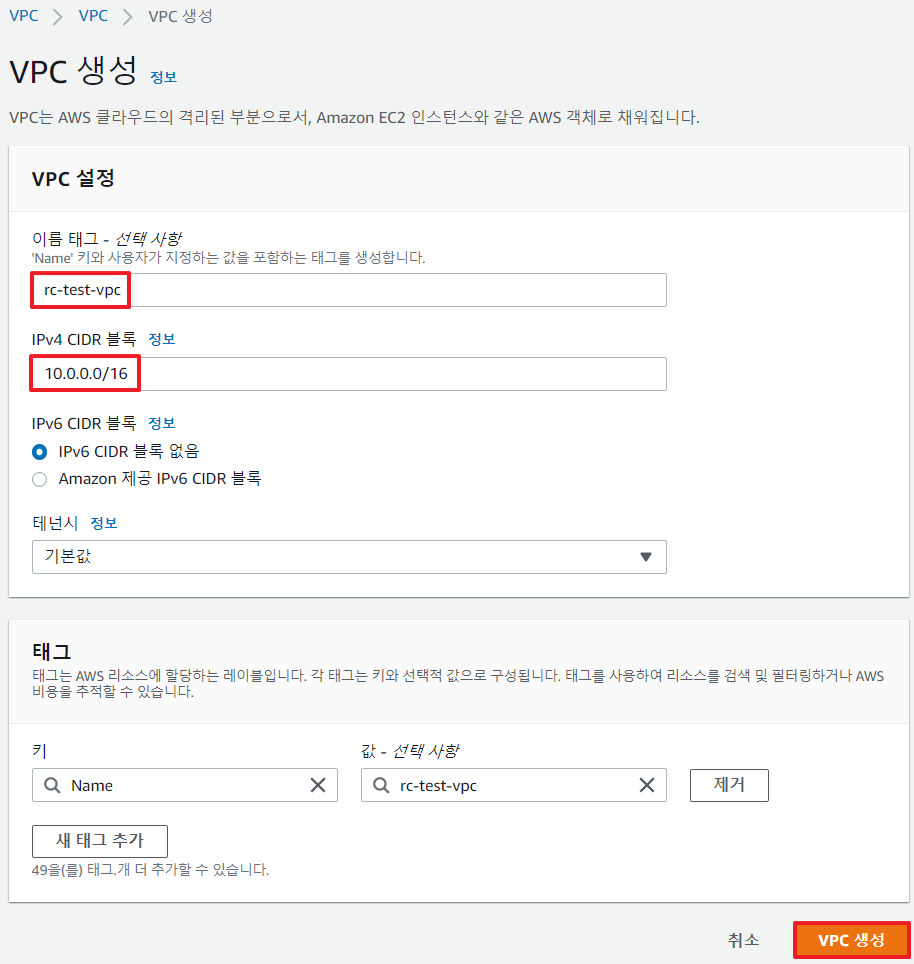 VPC > VPC > VPC 생성
VPC 생성 정보
VPC는 AWS 클라우드의 격리된 부분으로서, Amazon EC2 인스턴스와 같은 AWS 객체로 채워집니다.
VPC 설정
이름 태그 - 선택 사항
'Name' 키와 사용자가 지정하는 값을 포함하는 태그를 생성합니다.
rc-test-vpc
IPv4 CIDR 블록 정보
10.0.0.0/16
IPv6 CIDR 블록 정보
IPv6 CIDR 블록 없음
Amazon 제공 IPv6 CIDR 블록
테넌시 정보
기본값
태그
태그는 AWS 리소스에 할당하는 레이블입니다. 각 태그는 키와 선택적 값으로 구성됩니다. 태그를 사용하여 리소스를 검색 및 필터링하거나 AWS
비용을 추적할 수 있습니다.
키 값 - 선택 사항
Name rc-test-vpc 제거
새 태그 추가
49을(를) 태그.개 더 추가할 수 있습니다.
취소 VPC 생성